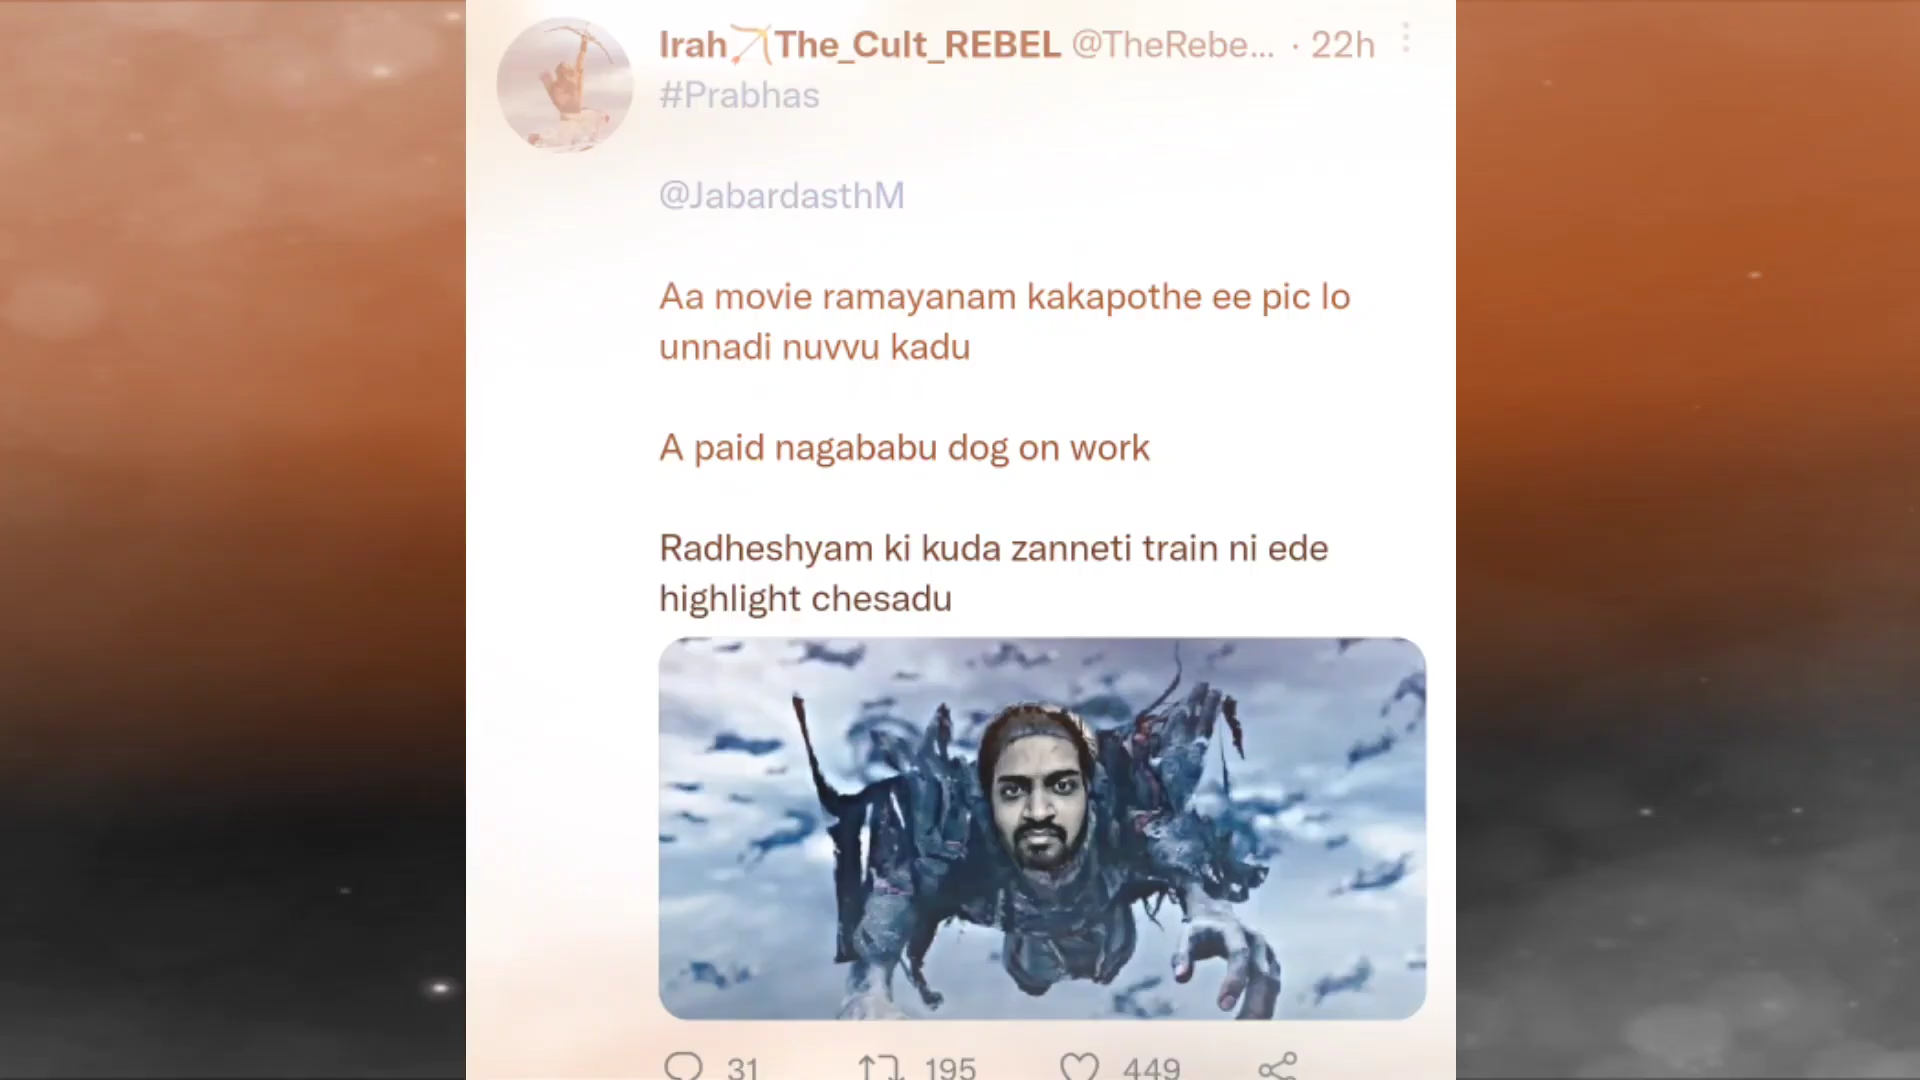 Irah🏹The_Cult_REBEL @TheRebe... · 22h
#Prabhas
@JabardasthM
Aa movie ramayanam kakapothe ee pic lo
unnadi nuvvu kadu
A paid nagababu dog on work
Radheshyam ki kuda zanneti train ni ede
highlight chesadu
31 195 449